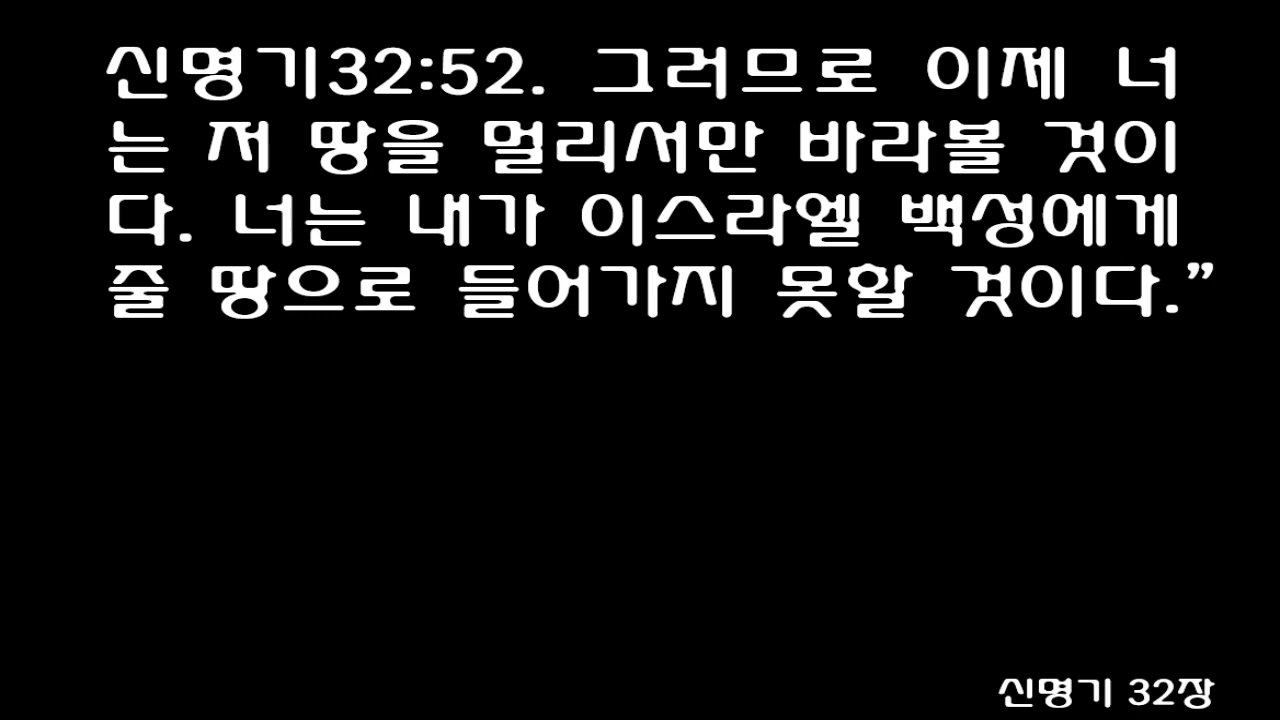 신명기32:52. 그러므로 이제 너
는 저 땅을 멀리서만 바라볼 것이
다. 너는 내가 이스라엘 백성에게
줄 땅으로 들어가지 못할 것이다.”
신명기 32장